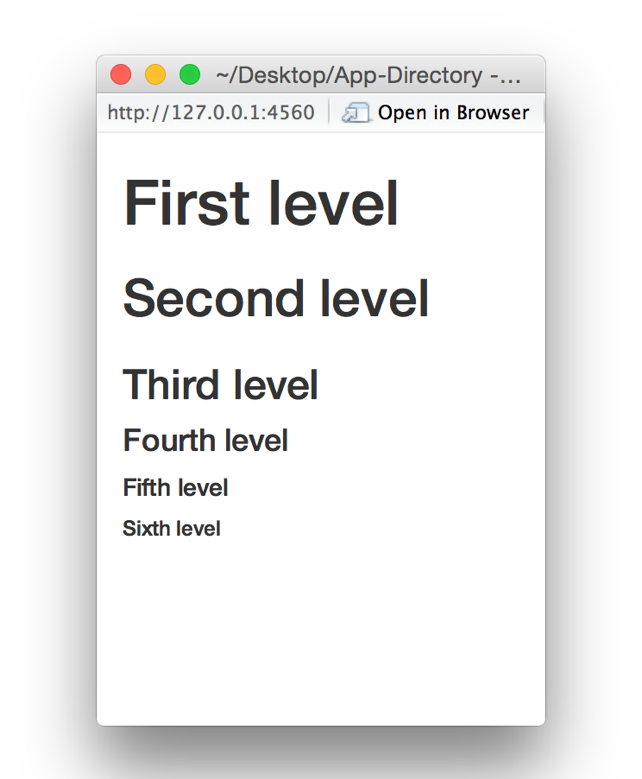 ~/Desktop/App-Directory -...
http://127.0.0.1:4560 Open in Browser
First level
Second level
Third level
Fourth level
Fifth level
Sixth level